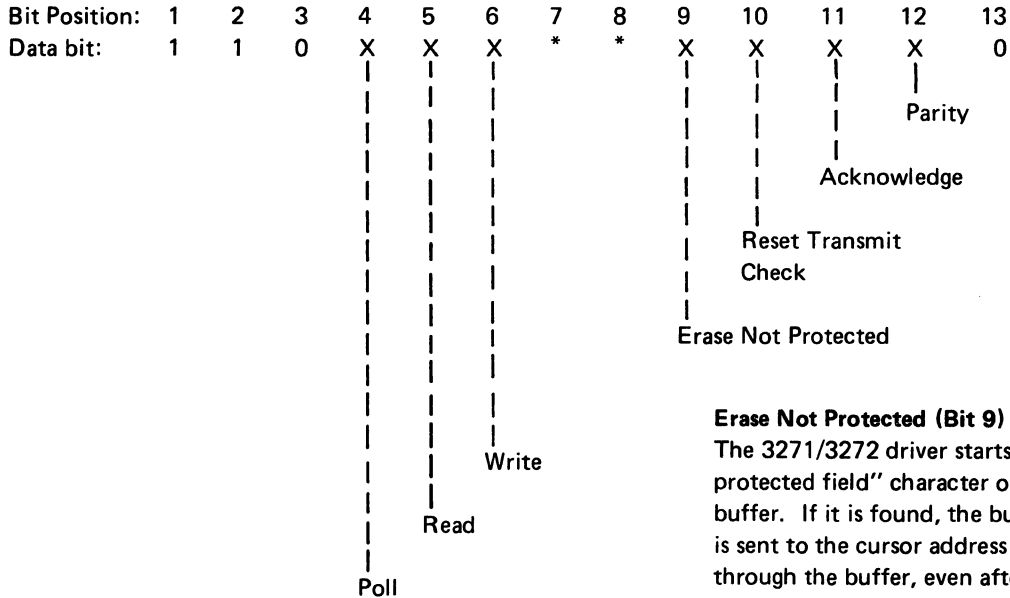 Bit Position: 1 2 3 4 5 6 7 8 9 10 11 12 13
Data bit: 1 1 0 X X X * * X X X X 0
Parity
Acknowledge
Reset Transmit
Check
Erase Not Protected
Write
Read
Poll
Erase Not Protected (Bit 9)
The 3271/3272 driver starts
protected field" character o
buffer. If it is found, the bu
is sent to the cursor address
through the buffer, even afte